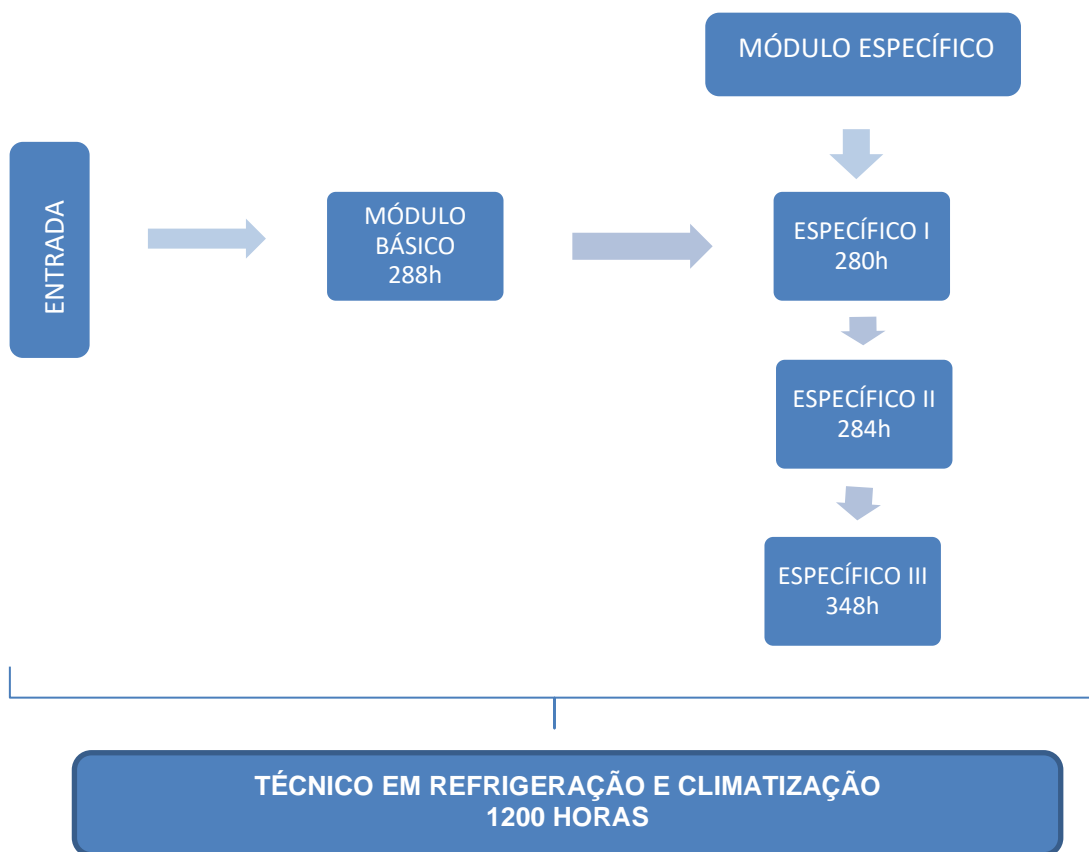 MÓDULO ESPECÍFICO
ENTRADA
MÓDULO
BÁSICO
288h
ESPECÍFICO I
280h
ESPECÍFICO II
284h
ESPECÍFICO III
348h
TÉCNICO EM REFRIGERAÇÃO E CLIMATIZAÇÃO
1200 HORAS